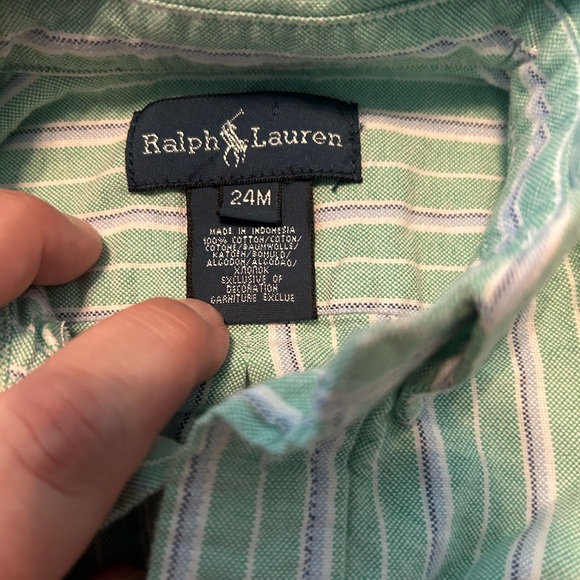 Ralph Lauren
24M
MADE IN INDONESIA
100% COTTON/COTON/
COTONE/BAUMWOLLE/
KATOEN/BOMULD/
ALGODON/ALGODAO/
ХЛОПОК
EXCLUSIVE OF
DECORATION
GARNITURE EXCLUE